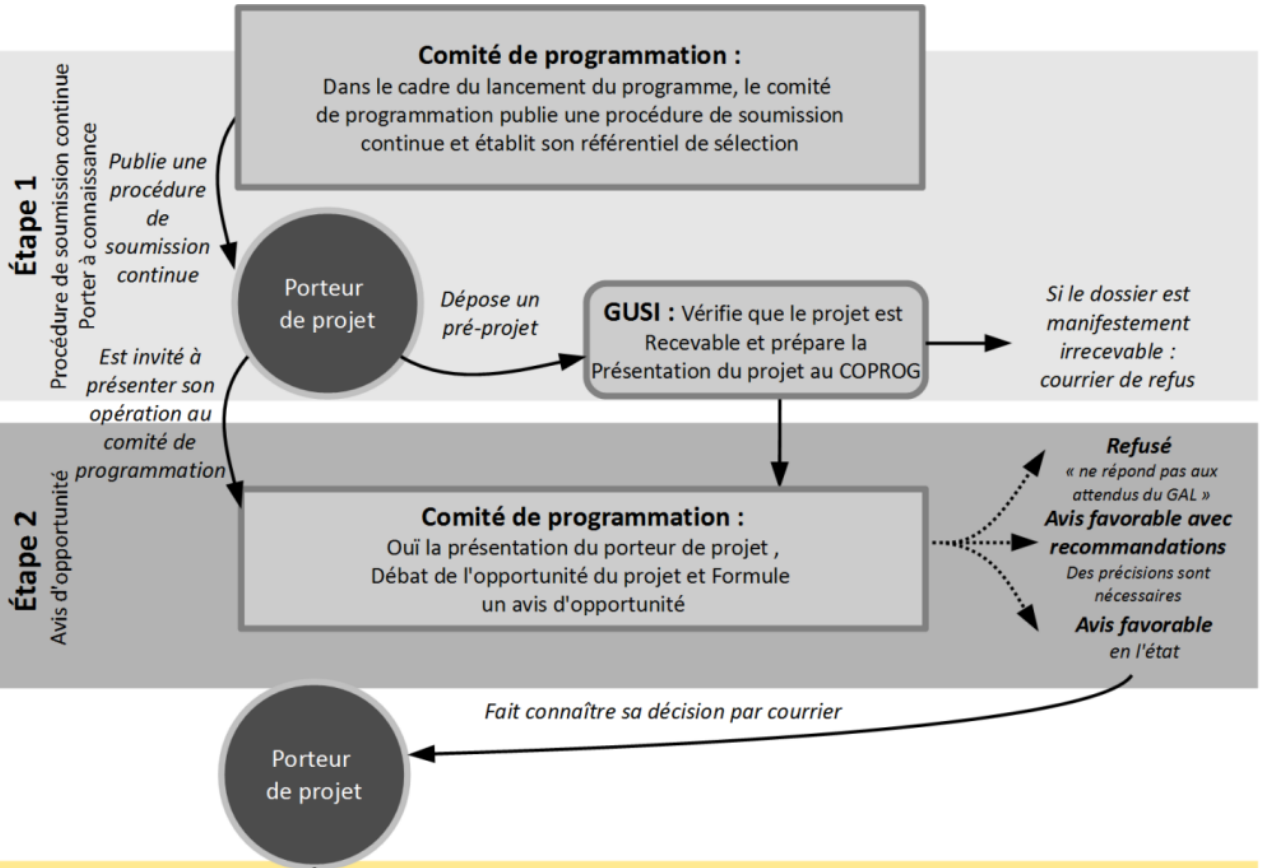 Comité de programmation :
Dans le cadre du lancement du programme, le comité
de programmation publie une procédure de soumission
continue et établit son référentiel de sélection
Étape 1
Procédure de soumission continue
Porter à connaissance
Publie une
procédure
de
soumission
continue
Porteur
de projet
Dépose un
pré-projet
GUSI : Vérifie que le projet est
Recevable et prépare la
Présentation du projet au COPROG
Si le dossier est
manifestement
irrecevable :
courrier de refus
Est invité à
présenter son
opération au
comité de
programmation
Étape 2
Avis d'opportunité
Comité de programmation :
Ouï la présentation du porteur de projet ,
Débat de l'opportunité du projet et Formule
un avis d'opportunité
Refusé
« ne répond pas aux
attendus du GAL »
Avis favorable avec
recommandations
Des précisions sont
nécessaires
Avis favorable
en l'état
Fait connaître sa décision par courrier
Porteur
de projet